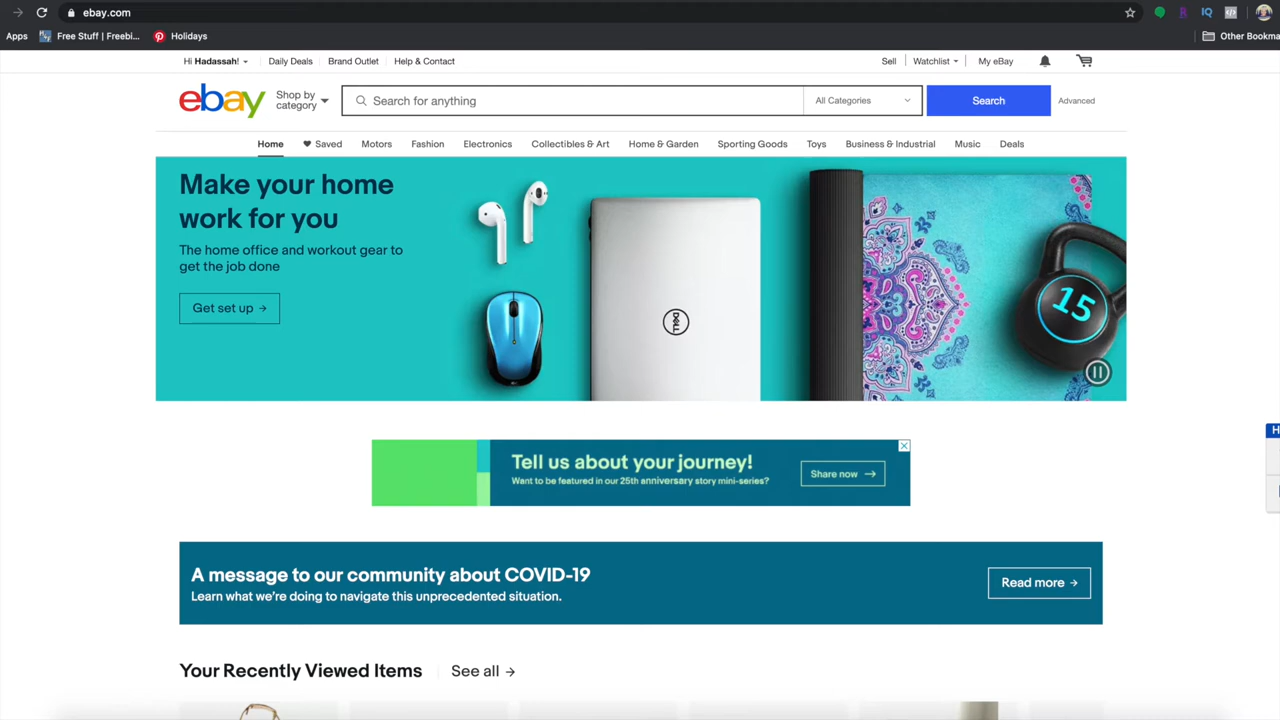 ebay.com
Apps
Free Stuff | Freebi...
Holidays
Other Bookma
Hi Hadassah!
Daily Deals
Brand Outlet
Help & Contact
Sell
Watchlist
My eBay
ebay
Shop by
category
Search for anything
All Categories
Search
Advanced
Home
Saved
Motors
Fashion
Electronics
Collectibles & Art
Home & Garden
Sporting Goods
Toys
Business & Industrial
Music
Deals
Make your home
work for you
The home office and workout gear to
get the job done
Get set up →
DELL
15
Tell us about your journey!
Want to be featured in our 25th anniversary story mini-series?
Share now →
A message to our community about COVID-19
Learn what we're doing to navigate this unprecedented situation.
Read more →
Your Recently Viewed Items
See all →